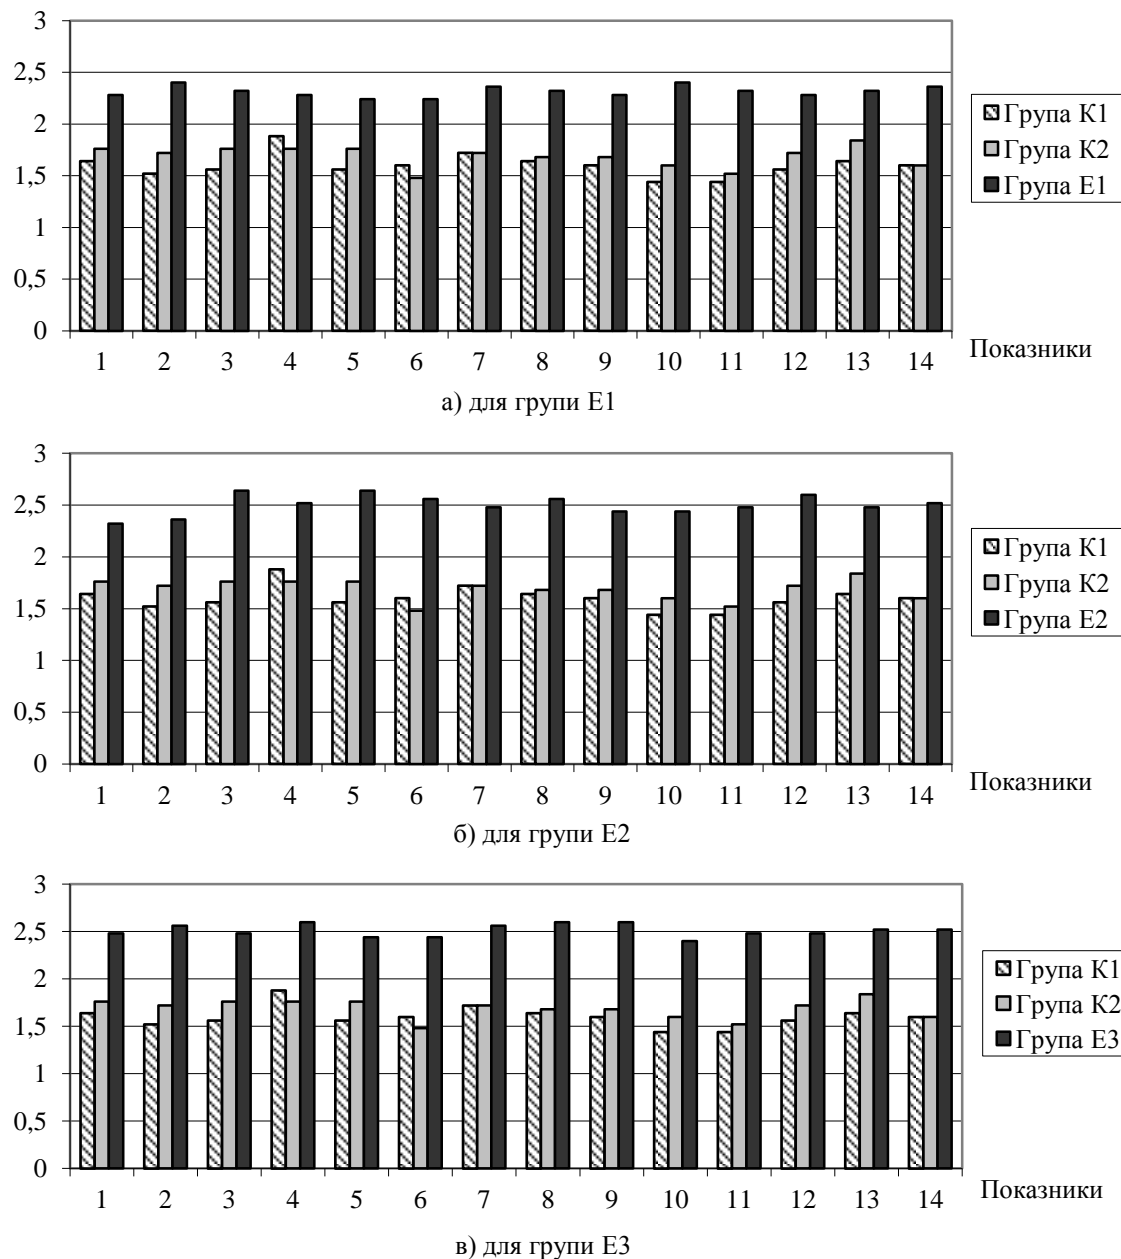 3
2,5
2
1,5
1
0,5
0
Група К1
Група К2
Група Е1
1 2 3 4 5 6 7 8 9 10 11 12 13 14
Показники
а) для групи Е1
3
2,5
2
1,5
1
0,5
0
Група К1
Група К2
Група Е2
1 2 3 4 5 6 7 8 9 10 11 12 13 14
Показники
б) для групи Е2
3
2,5
2
1,5
1
0,5
0
Група К1
Група К2
Група Е3
1 2 3 4 5 6 7 8 9 10 11 12 13 14
Показники
в) для групи Е3